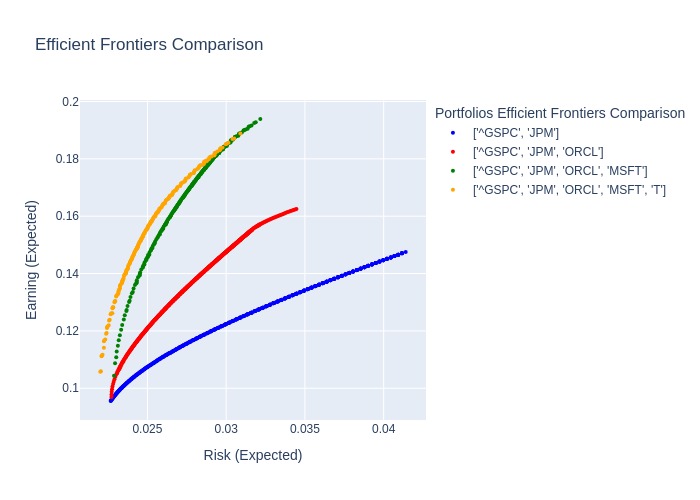 Efficient Frontiers Comparison
Portfolios Efficient Frontiers Comparison
['^GSPC', 'JPM']
['^GSPC', 'JPM', 'ORCL']
['^GSPC', 'JPM', 'ORCL', 'MSFT']
['^GSPC', 'JPM', 'ORCL', 'MSFT', 'T']
Earning (Expected)
0.2
0.18
0.16
0.14
0.12
0.1
0.025
0.03
0.035
0.04
Risk (Expected)